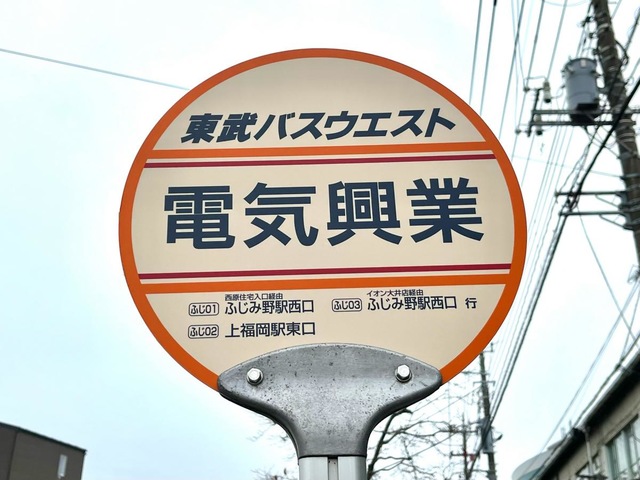 東武バスウエスト
電気興業
西原住宅入口経由 イオン大井店経由
ふじ01 ふじみ野駅西口 ふじ03 ふじみ野駅西口 行
ふじ02 上福岡駅東口